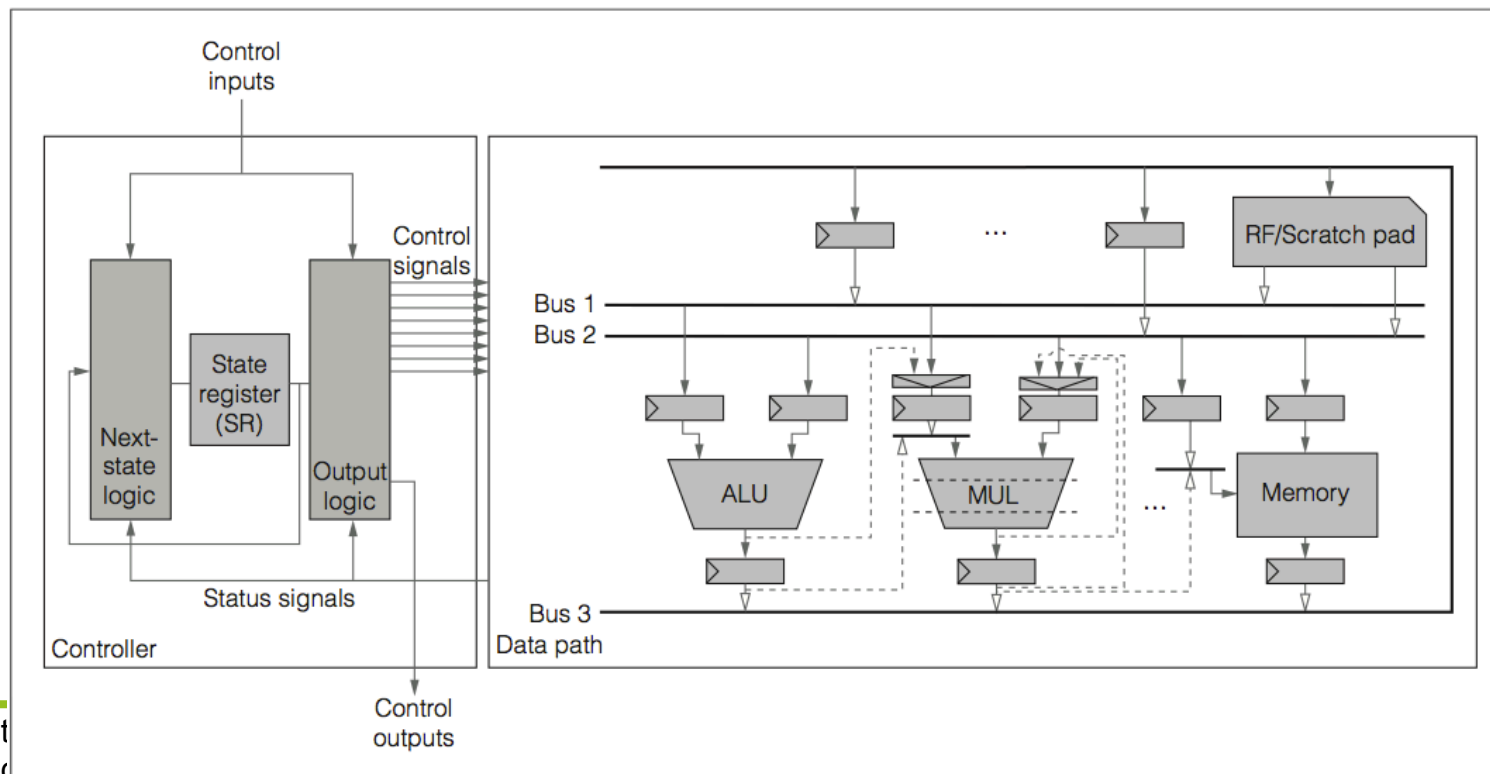 Control
inputs
Control
signals
Next-
state
logic
State
register
(SR)
Output
logic
Status signals
Controller
Control
outputs
RF/Scratch pad
...
Bus 1
Bus 2
ALU
MUL
...
Memory
Bus 3
Data path
t